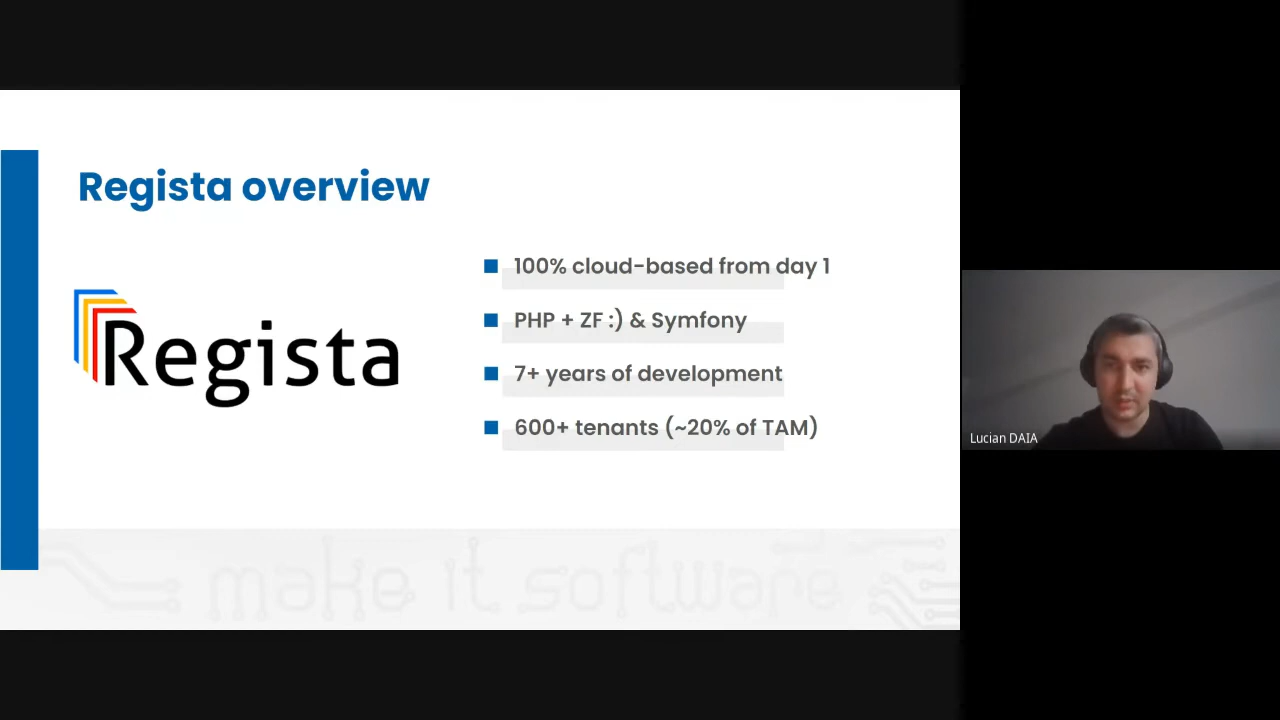 Regista overview
100% cloud-based from day 1
PHP + ZF :) & Symfony
Regista
7+ years of development
600+ tenants (~20% of TAM)
Lucian DAIA
make it software